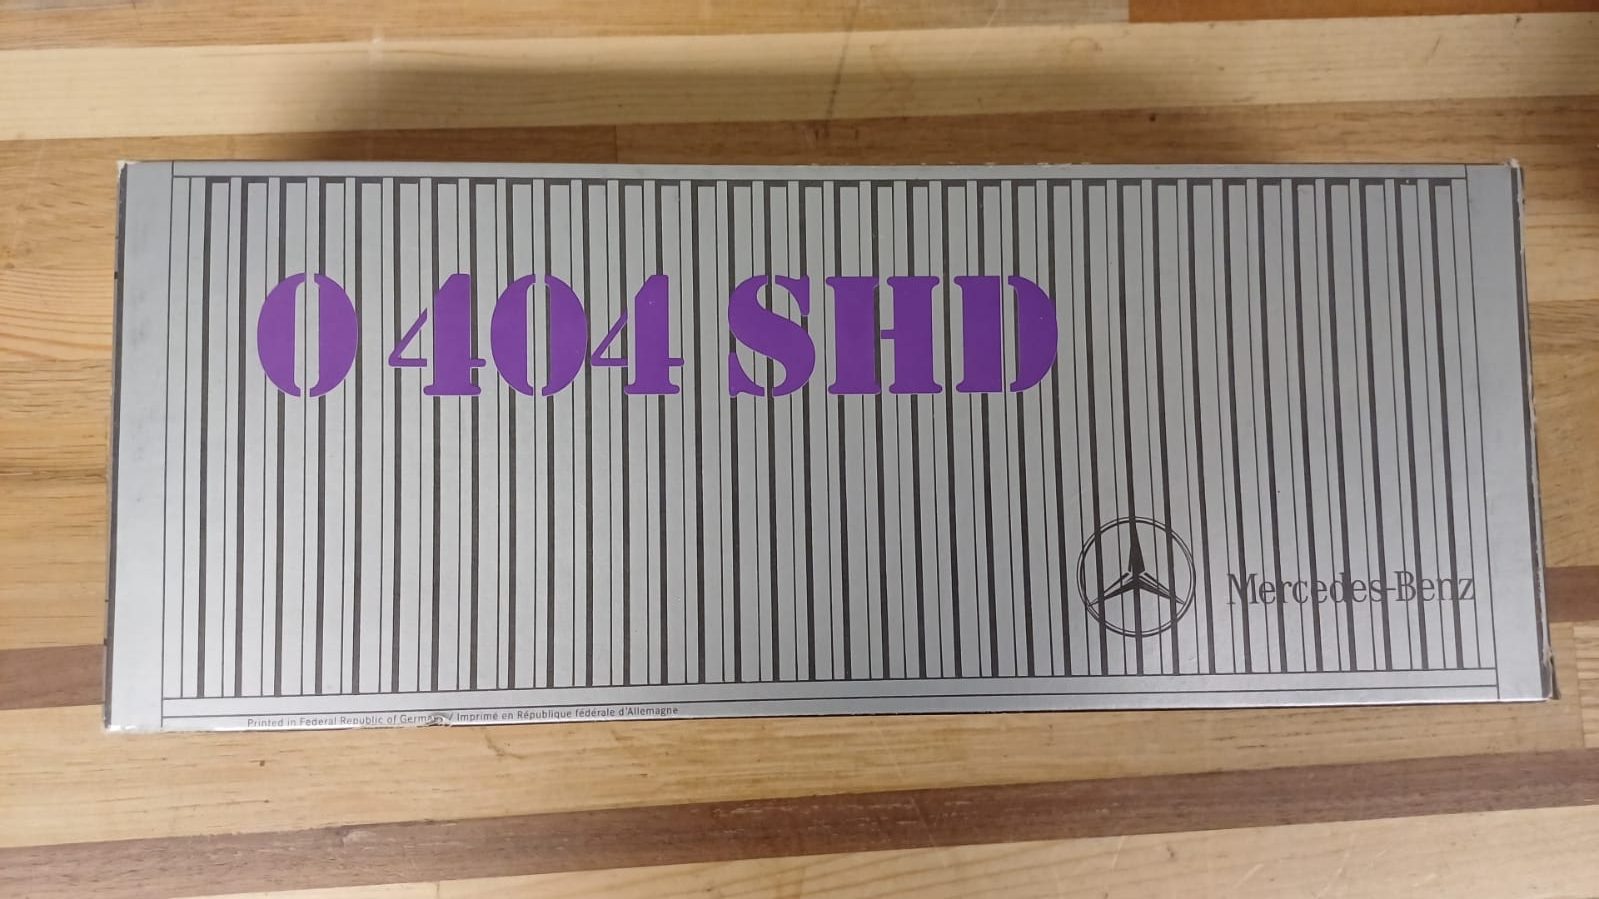 O 404 SHD
Mercedes-Benz
Printed in Federal Republic of Germany / Imprimé en République fédérale d'Allemagne